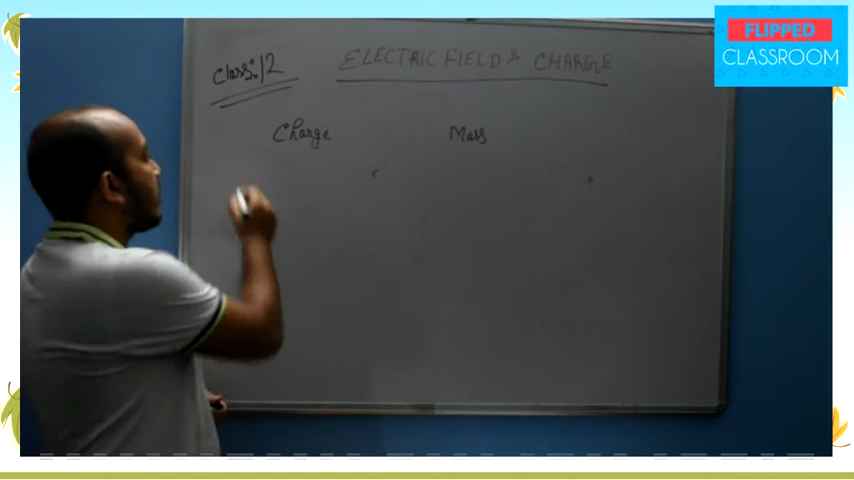 FLIPPED
CLASSROOM
Class: 12
ELECTRIC FIELD & CHARGE
Charge Mass